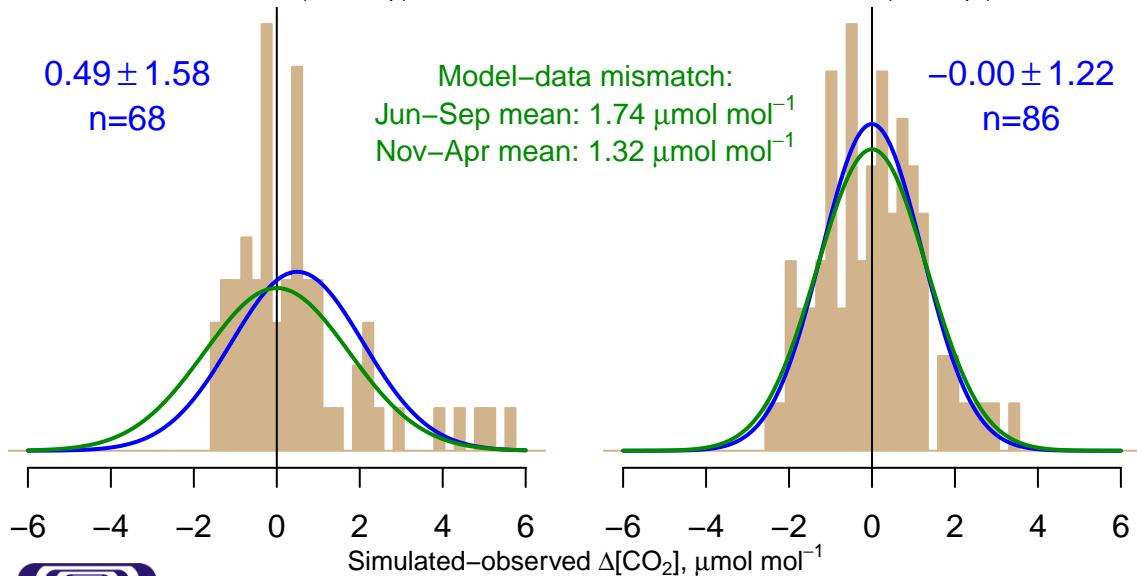 0.49 ± 1.58
n=68
Model−data mismatch:
Jun−Sep mean: 1.74 μmol mol⁻¹
Nov−Apr mean: 1.32 μmol mol⁻¹
−0.00 ± 1.22
n=86
−6 −4 −2 0 2 4 6
−6 −4 −2 0 2 4 6
Simulated−observed Δ[CO₂], μmol mol⁻¹